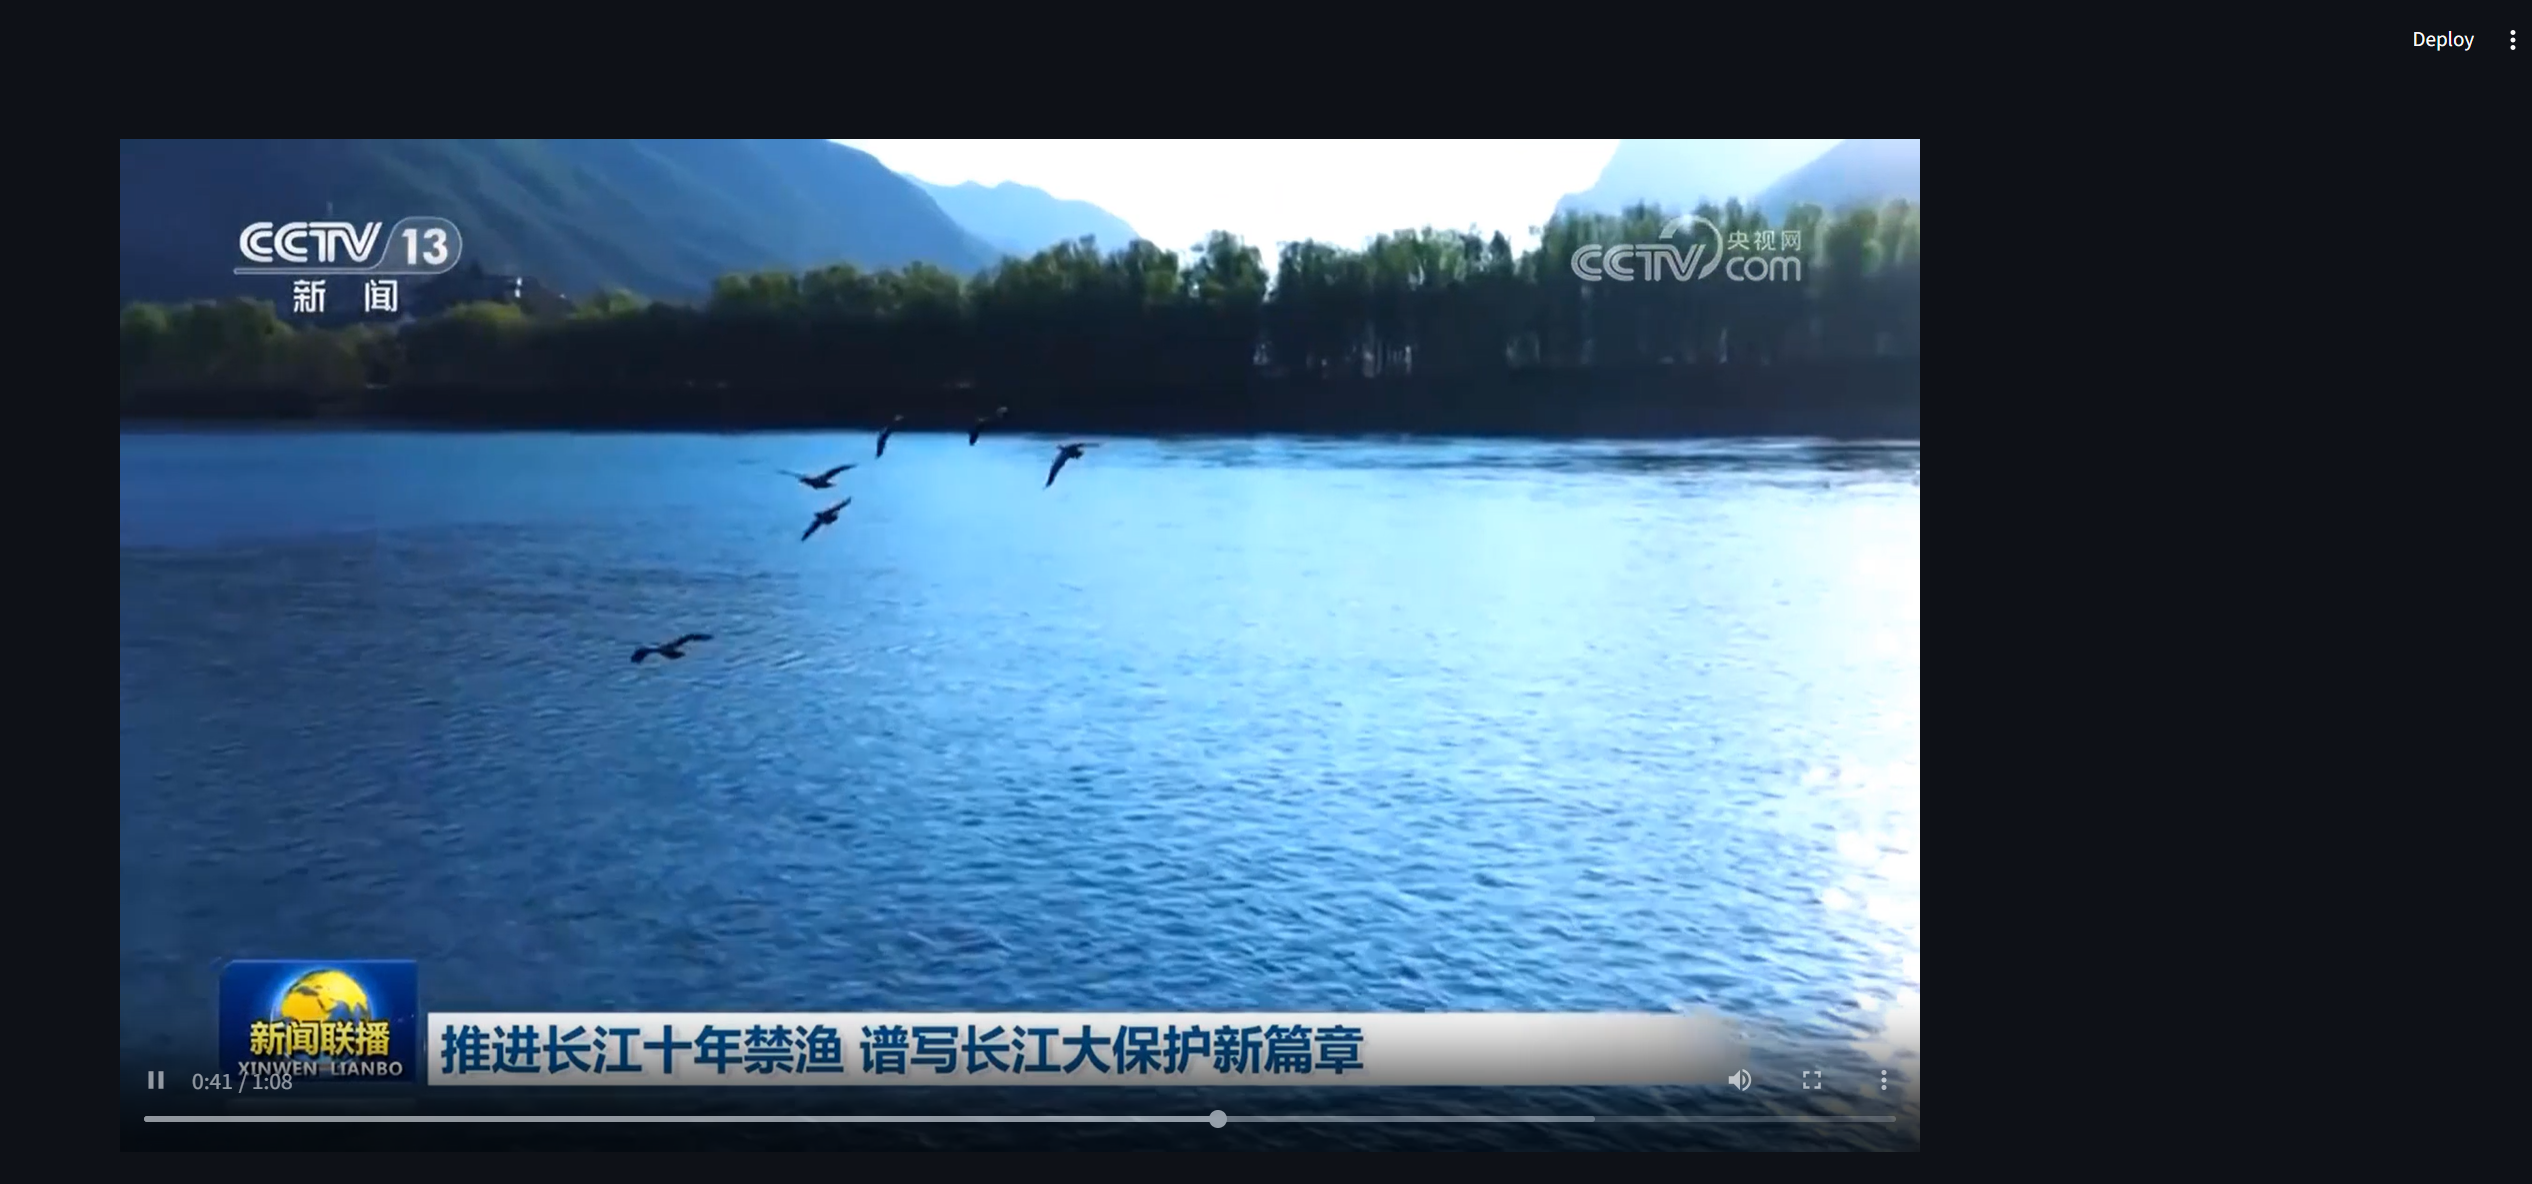 Deploy
CCTV 13
新闻
央视网
CCTV com
新闻联播
XINWEN LIANBO
推进长江十年禁渔 谱写长江大保护新篇章
0:41 / 1:08